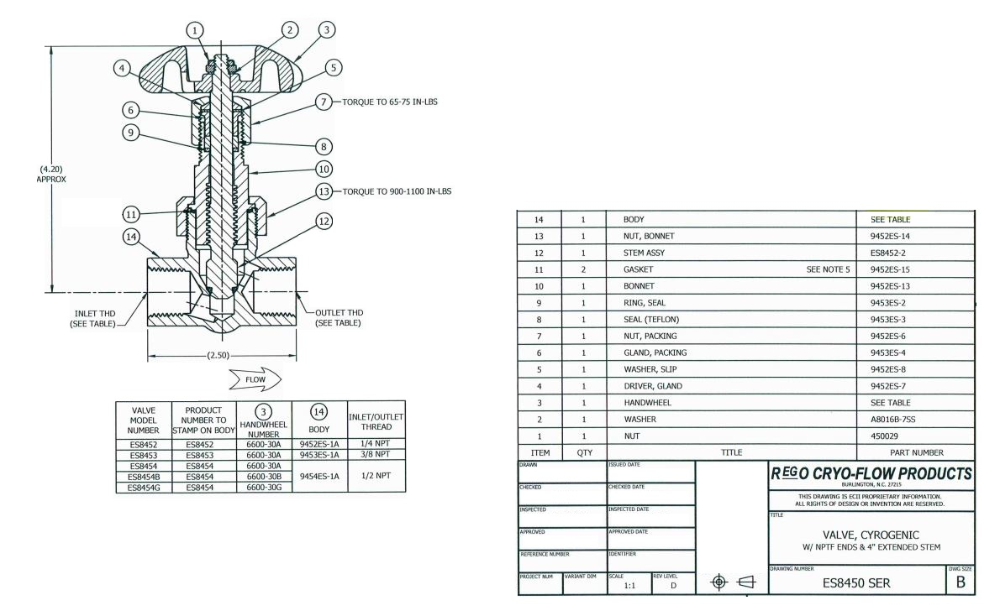 1
2
3
4
5
6
7
TORQUE TO 65-75 IN-LBS
9
8
(4.20)
APPROX
10
13
TORQUE TO 900-1100 IN-LBS
11
12
14
INLET THD
(SEE TABLE)
OUTLET THD
(SEE TABLE)
(2.50)
FLOW
VALVE MODEL NUMBER PRODUCT NUMBER TO STAMP ON BODY 3 HANDWHEEL NUMBER 14 BODY INLET/OUTLET THREAD
ES8452 ES8452 6600-30A 9452ES-1A 1/4 NPT
ES8453 ES8453 6600-30A 9453ES-1A 3/8 NPT
ES8454 ES8454 6600-30A
ES8454B ES8454 6600-30B 9454ES-1A 1/2 NPT
ES8454G ES8454 6600-30G
14 1 BODY SEE TABLE
13 1 NUT, BONNET 9452ES-14
12 1 STEM ASSY ES8452-2
11 2 GASKET SEE NOTE 5 9452ES-15
10 1 BONNET 9452ES-13
9 1 RING, SEAL 9453ES-2
8 1 SEAL (TEFLON) 9453ES-3
7 1 NUT, PACKING 9452ES-6
6 1 GLAND, PACKING 9453ES-4
5 1 WASHER, SLIP 9452ES-8
4 1 DRIVER, GLAND 9452ES-7
3 1 HANDWHEEL SEE TABLE
2 1 WASHER A8016B-7SS
1 1 NUT 450029
ITEM QTY TITLE PART NUMBER
DRAWN ISSUED DATE
CHECKED CHECKED DATE
INSPECTED INSPECTED DATE
APPROVED APPROVED DATE
REFERENCE NUMBER IDENTIFIER
PROJECT NUM VARIANT DIM SCALE REV LEVEL
1:1 D
REGO CRYO-FLOW PRODUCTS
BURLINGTON, N.C. 27215
THIS DRAWING IS ECII PROPRIETARY INFORMATION.
ALL RIGHTS OF DESIGN OR INVENTION ARE RESERVED.
TITLE
VALVE, CYROGENIC
W/ NPTF ENDS & 4" EXTENDED STEM
DRAWING NUMBER DWG SIZE
ES8450 SER B